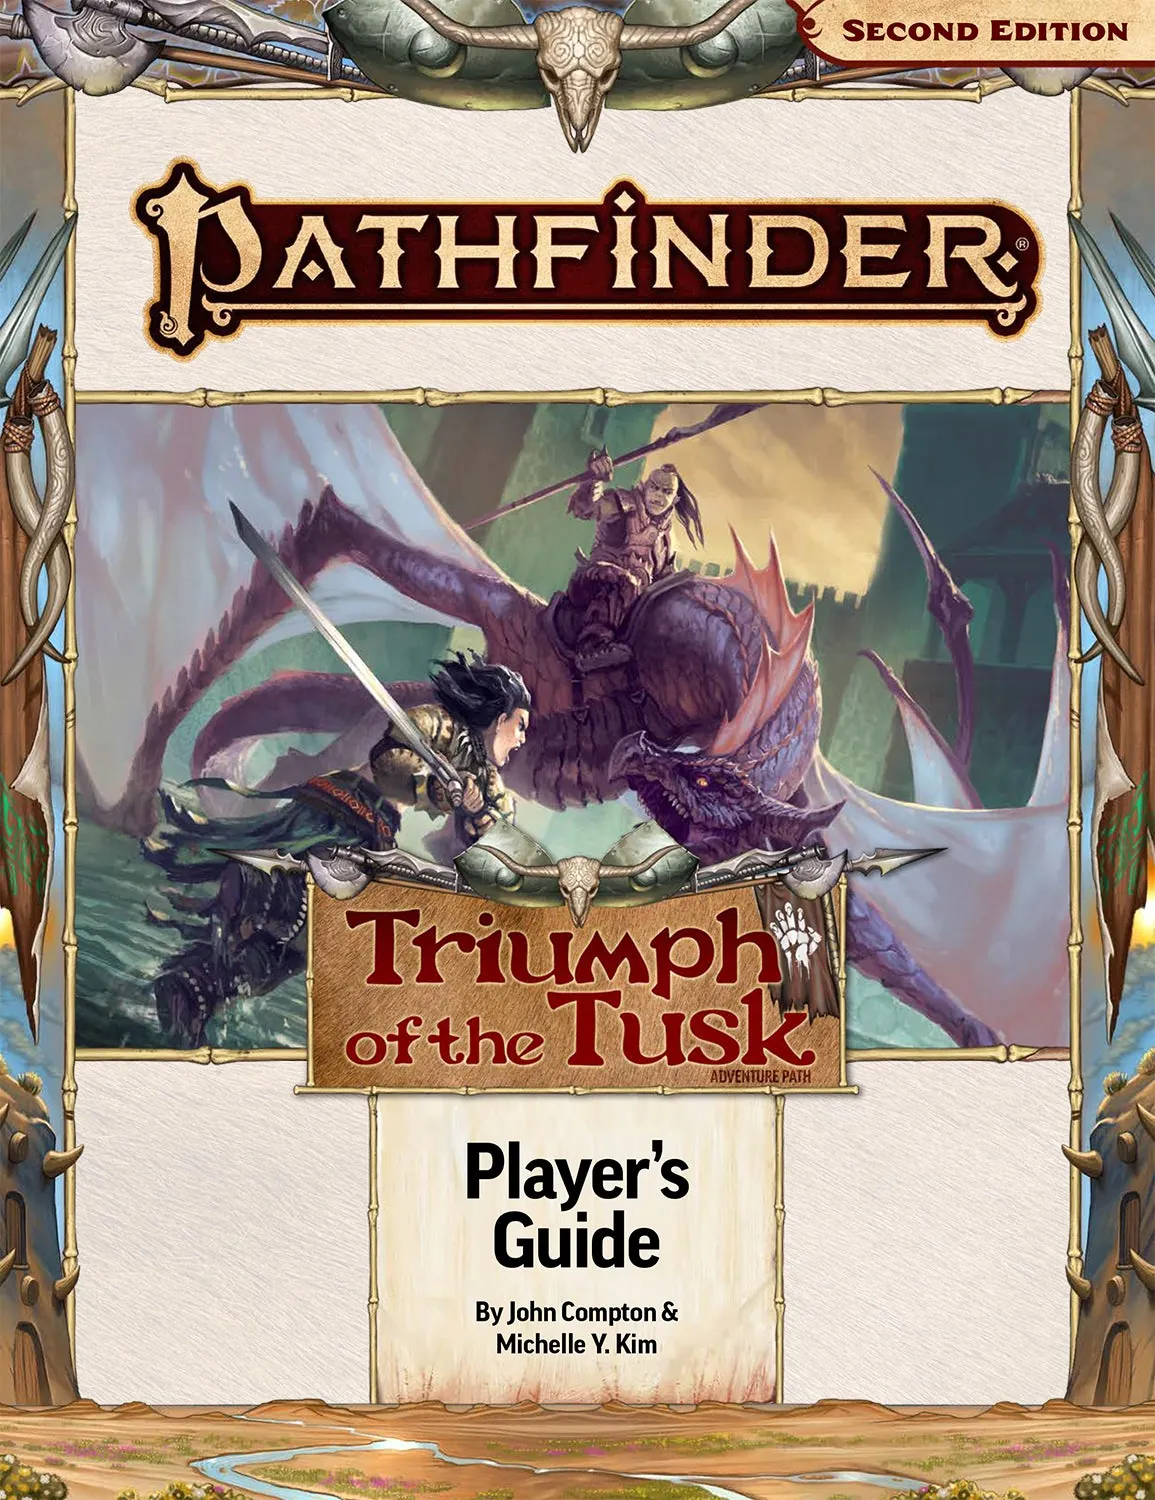 Second Edition
Pathfinder®
Triumph
of the Tusk
ADVENTURE PATH
Player's
Guide
By John Compton &
Michelle Y. Kim